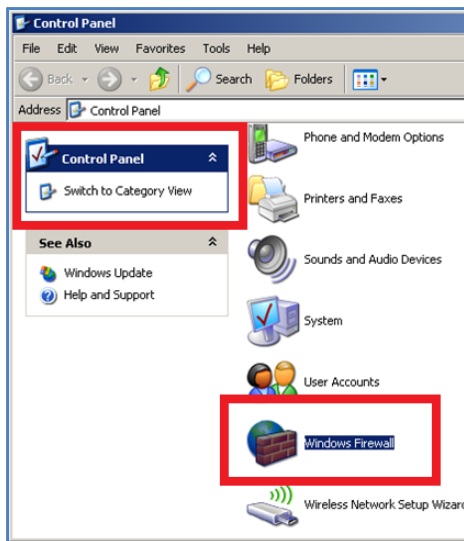 Control Panel
File Edit View Favorites Tools Help
Back Search Folders
Address Control Panel
Control Panel
Switch to Category View
See Also
Windows Update
Help and Support
Phone and Modem Options
Printers and Faxes
Sounds and Audio Devices
System
User Accounts
Windows Firewall
Wireless Network Setup Wizard